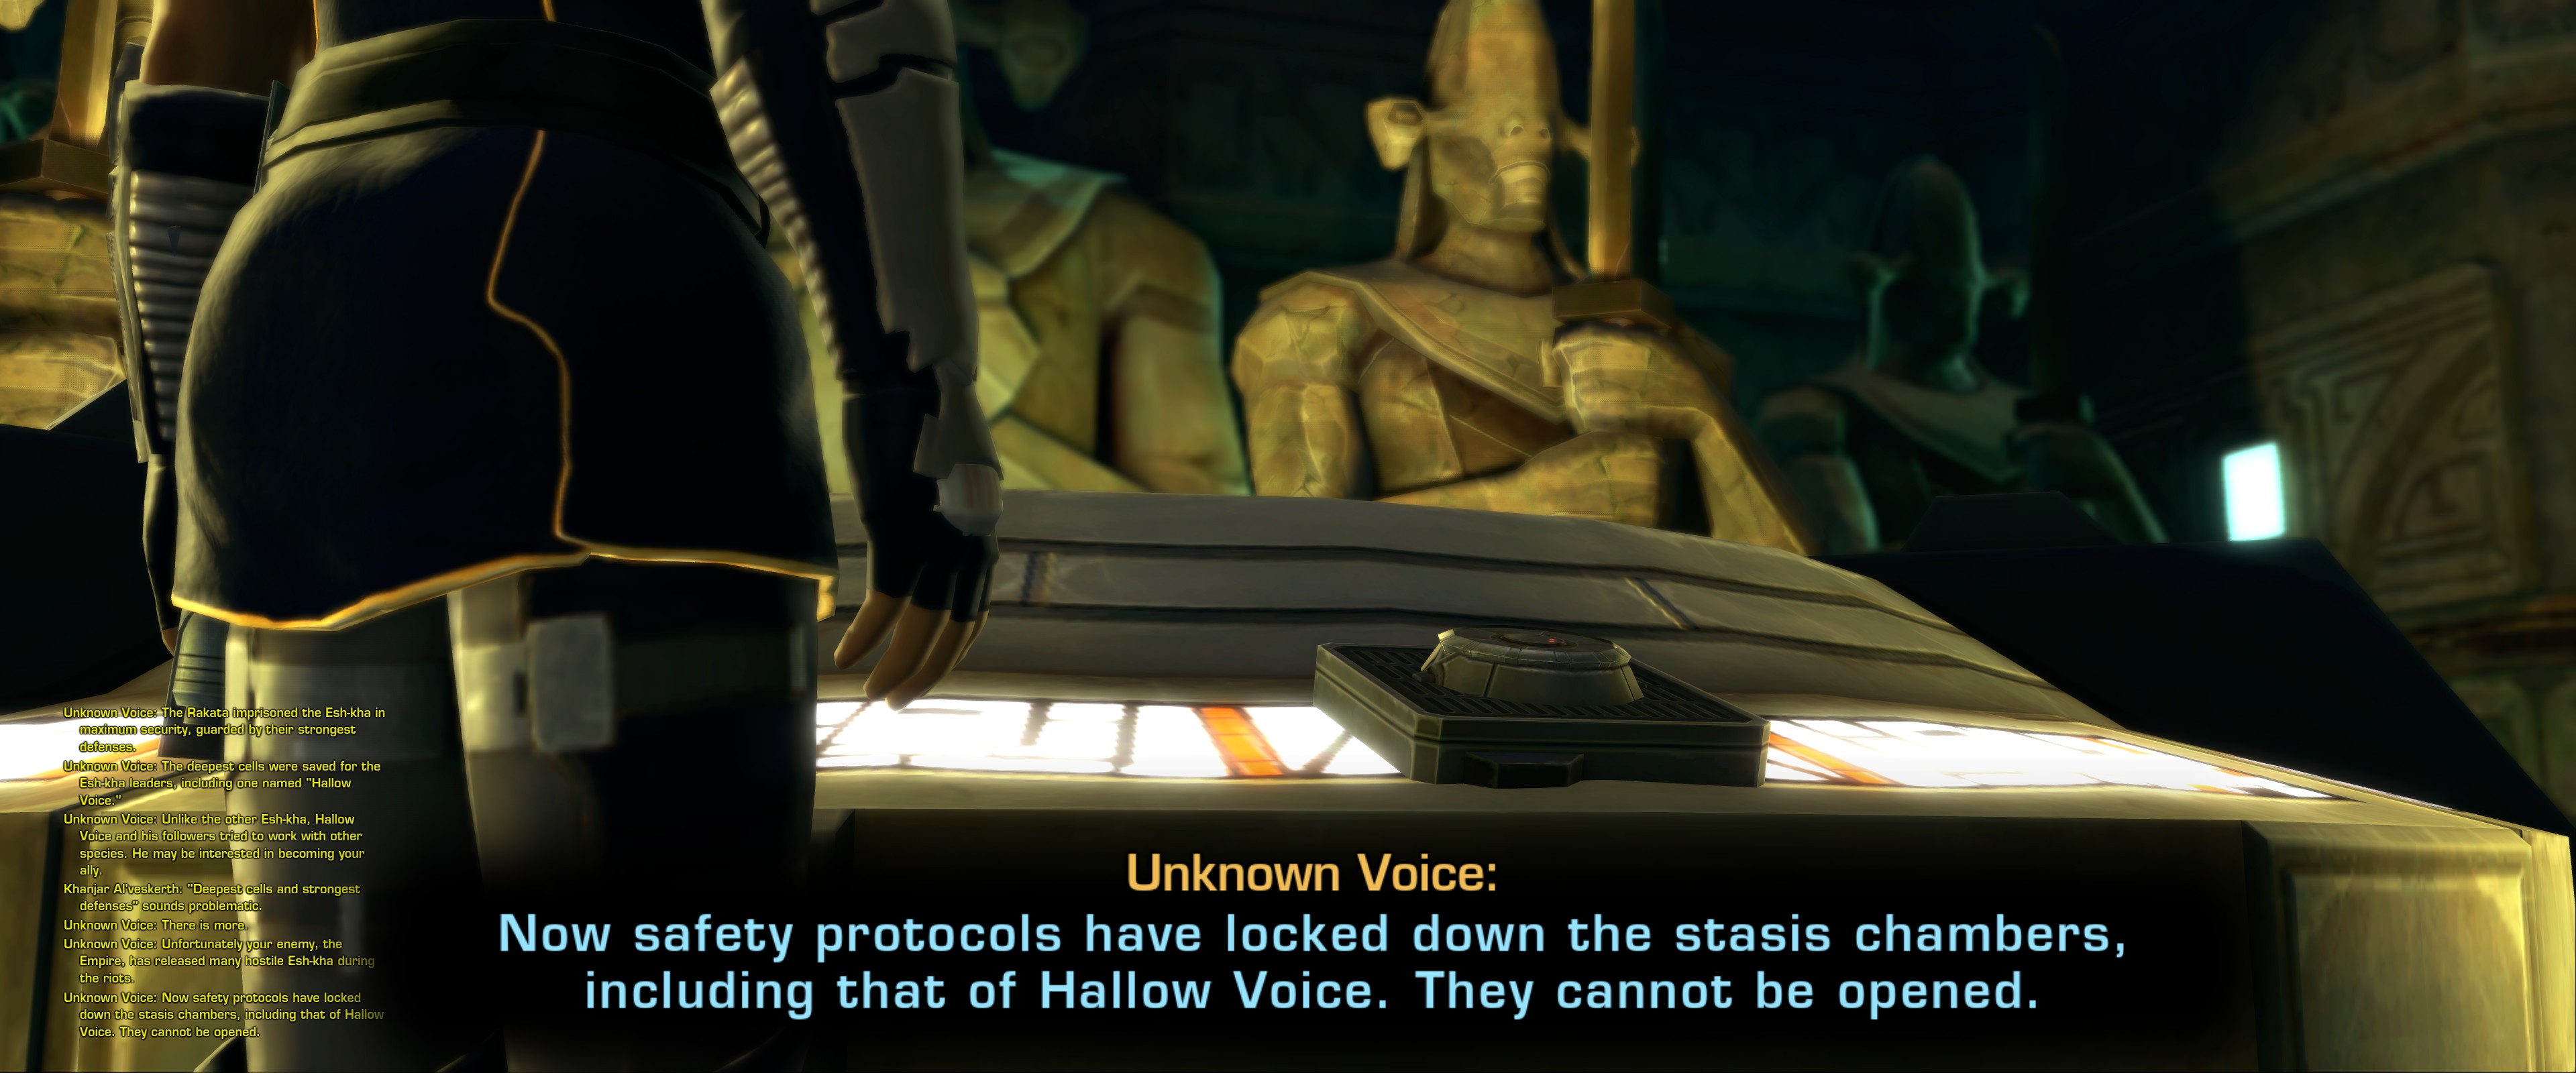 Unknown Voice: The Rakata imprisoned the Esh-kha in
maximum security, guarded by their strongest
defenses.
Unknown Voice: The deepest cells were saved for the
Esh-kha leaders, including one named "Hallow
Voice."
Unknown Voice: Unlike the other Esh-kha, Hallow
Voice and his followers tried to work with other
species. He may be interested in becoming your
ally.
Khanjar Al'veskerth: "Deepest cells and strongest
defenses" sounds problematic.
Unknown Voice: There is more.
Unknown Voice: Unfortunately your enemy, the
Empire, has released many hostile Esh-kha during
the riots.
Unknown Voice: Now safety protocols have locked
down the stasis chambers, including that of Hallow
Voice. They cannot be opened.
Unknown Voice:
Now safety protocols have locked down the stasis chambers,
including that of Hallow Voice. They cannot be opened.